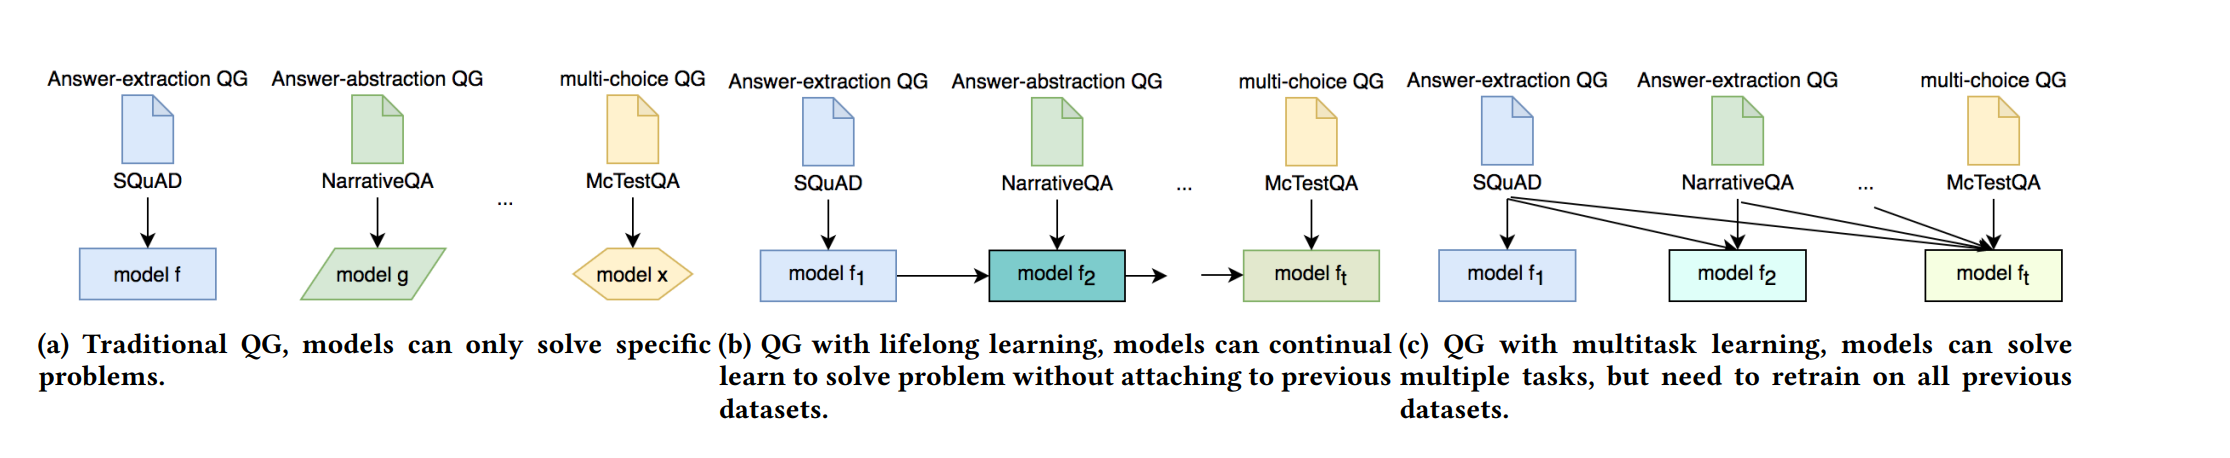 Answer-extraction QG
Answer-abstraction QG
multi-choice QG
SQuAD
NarrativeQA
...
McTestQA
model f
model g
model x
(a) Traditional QG, models can only solve specific
problems.
Answer-extraction QG
Answer-abstraction QG
multi-choice QG
SQuAD
NarrativeQA
...
McTestQA
model f1
model f2
model ft
(b) QG with lifelong learning, models can continual
learn to solve problem without attaching to previous
datasets.
Answer-extraction QG
Answer-extraction QG
multi-choice QG
SQuAD
NarrativeQA
...
McTestQA
model f1
model f2
model ft
(c) QG with multitask learning, models can solve
multiple tasks, but need to retrain on all previous
datasets.